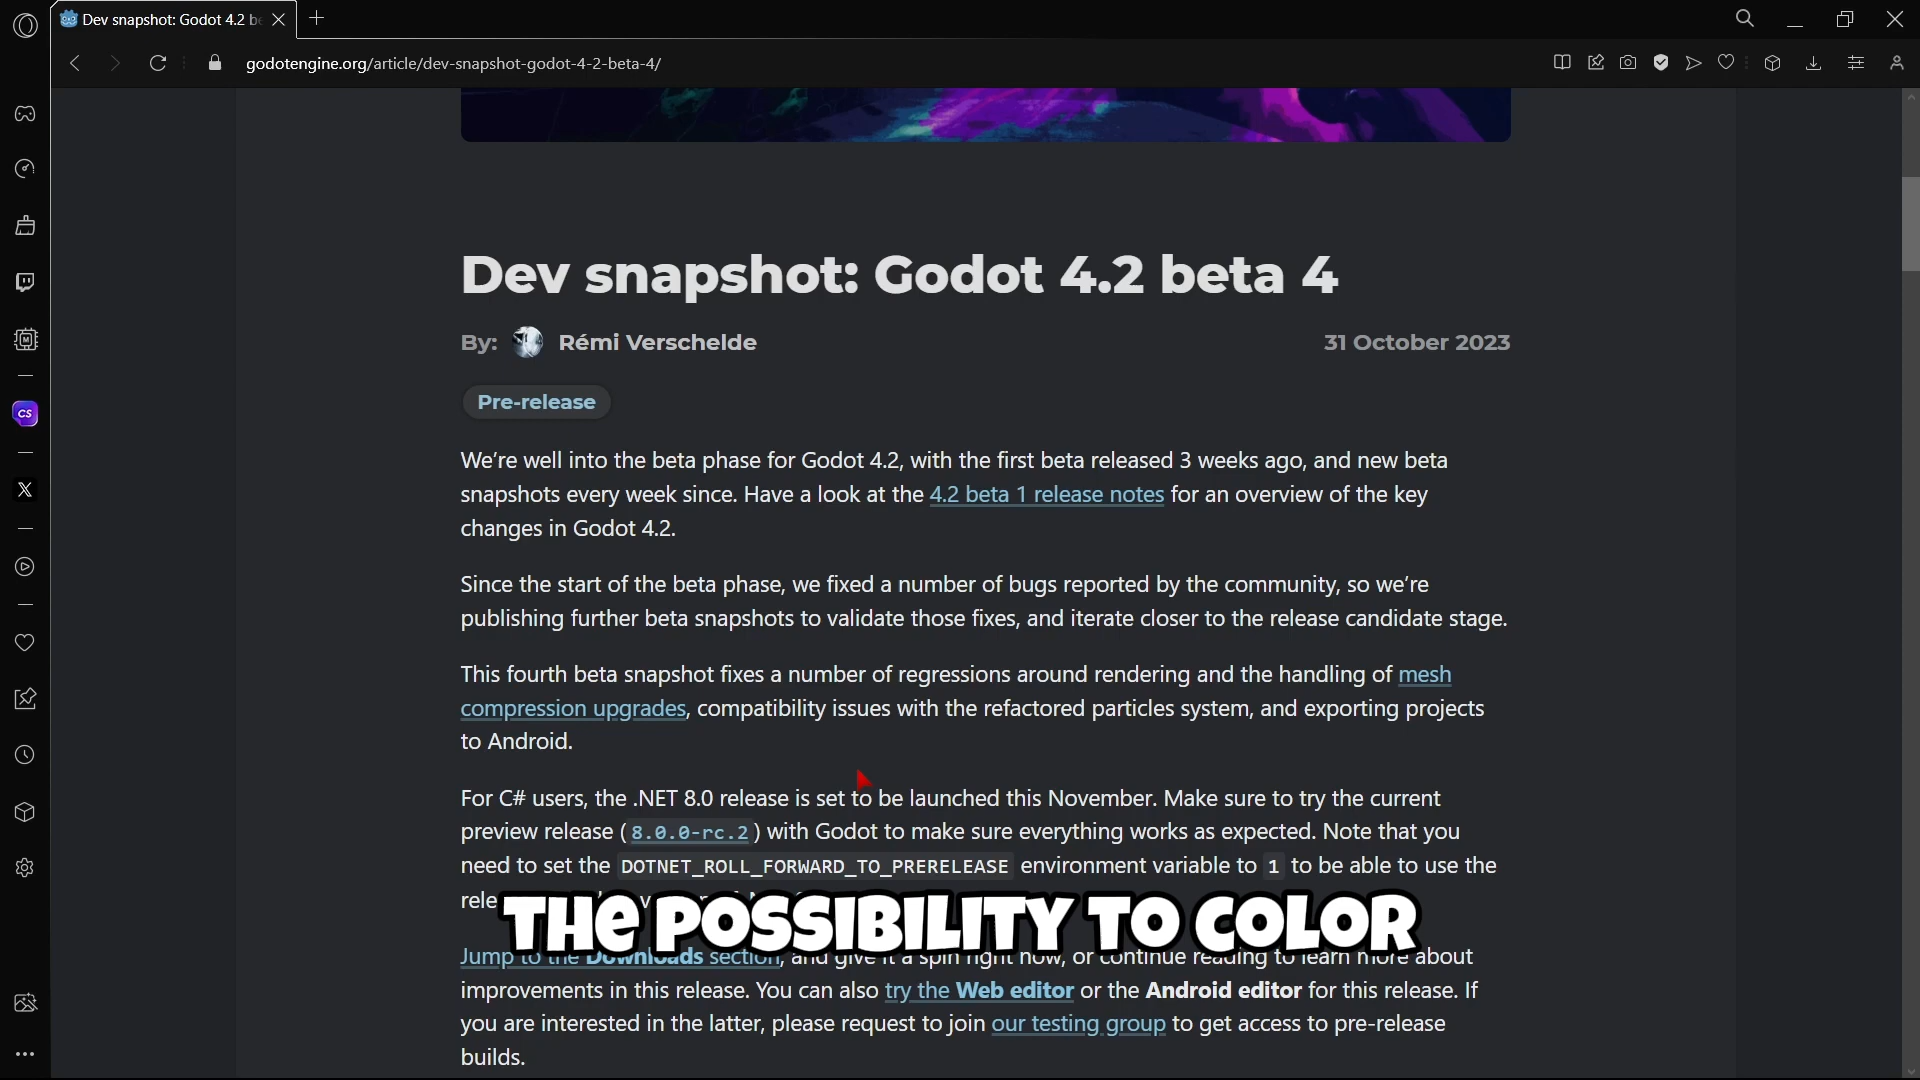 Dev snapshot: Godot 4.2 be
godotengine.org/article/dev-snapshot-godot-4-2-beta-4/
Dev snapshot: Godot 4.2 beta 4
By: Rémi Verschelde
31 October 2023
Pre-release
We're well into the beta phase for Godot 4.2, with the first beta released 3 weeks ago, and new beta
snapshots every week since. Have a look at the 4.2 beta 1 release notes for an overview of the key
changes in Godot 4.2.
Since the start of the beta phase, we fixed a number of bugs reported by the community, so we're
publishing further beta snapshots to validate those fixes, and iterate closer to the release candidate stage.
This fourth beta snapshot fixes a number of regressions around rendering and the handling of mesh
compression upgrades, compatibility issues with the refactored particles system, and exporting projects
to Android.
For C# users, the .NET 8.0 release is set to be launched this November. Make sure to try the current
preview release (8.0.0-rc.2) with Godot to make sure everything works as expected. Note that you
need to set the DOTNET_ROLL_FORWARD_TO_PRERELEASE environment variable to 1 to be able to use the
THE POSSIBILITY TO COLOR
Jump to the Downloads section, and give it a spin right now, or continue reading to learn more about
improvements in this release. You can also try the Web editor or the Android editor for this release. If
you are interested in the latter, please request to join our testing group to get access to pre-release
builds.
CS